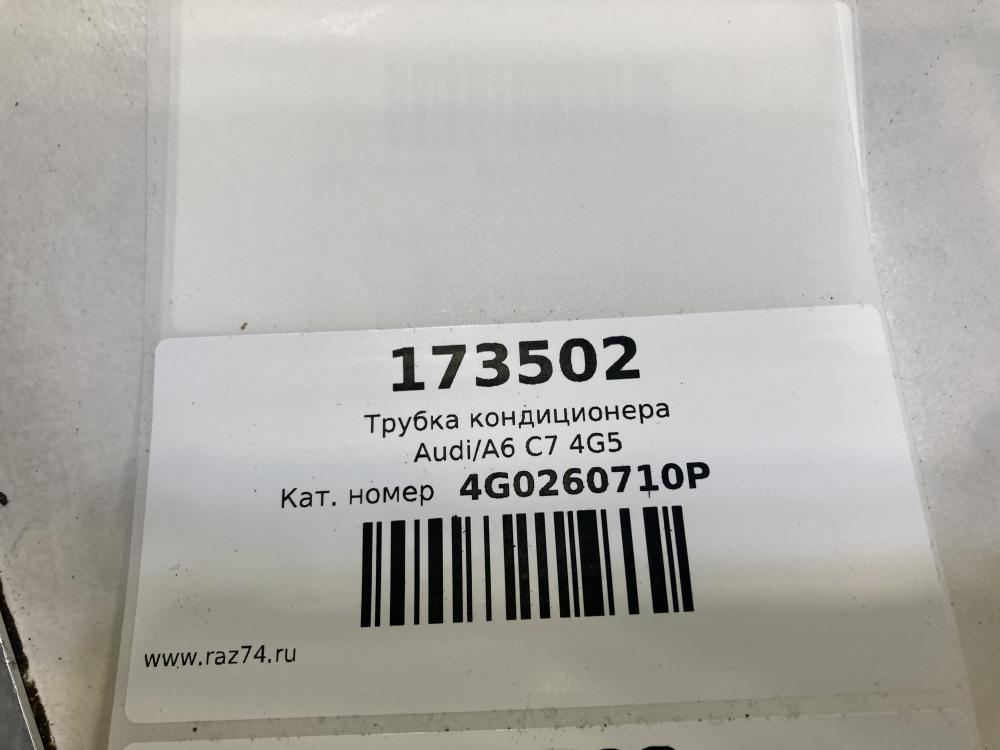 173502
Трубка кондиционера
Audi/A6 C7 4G5
Кат. номер 4G0260710P
www.raz74.ru